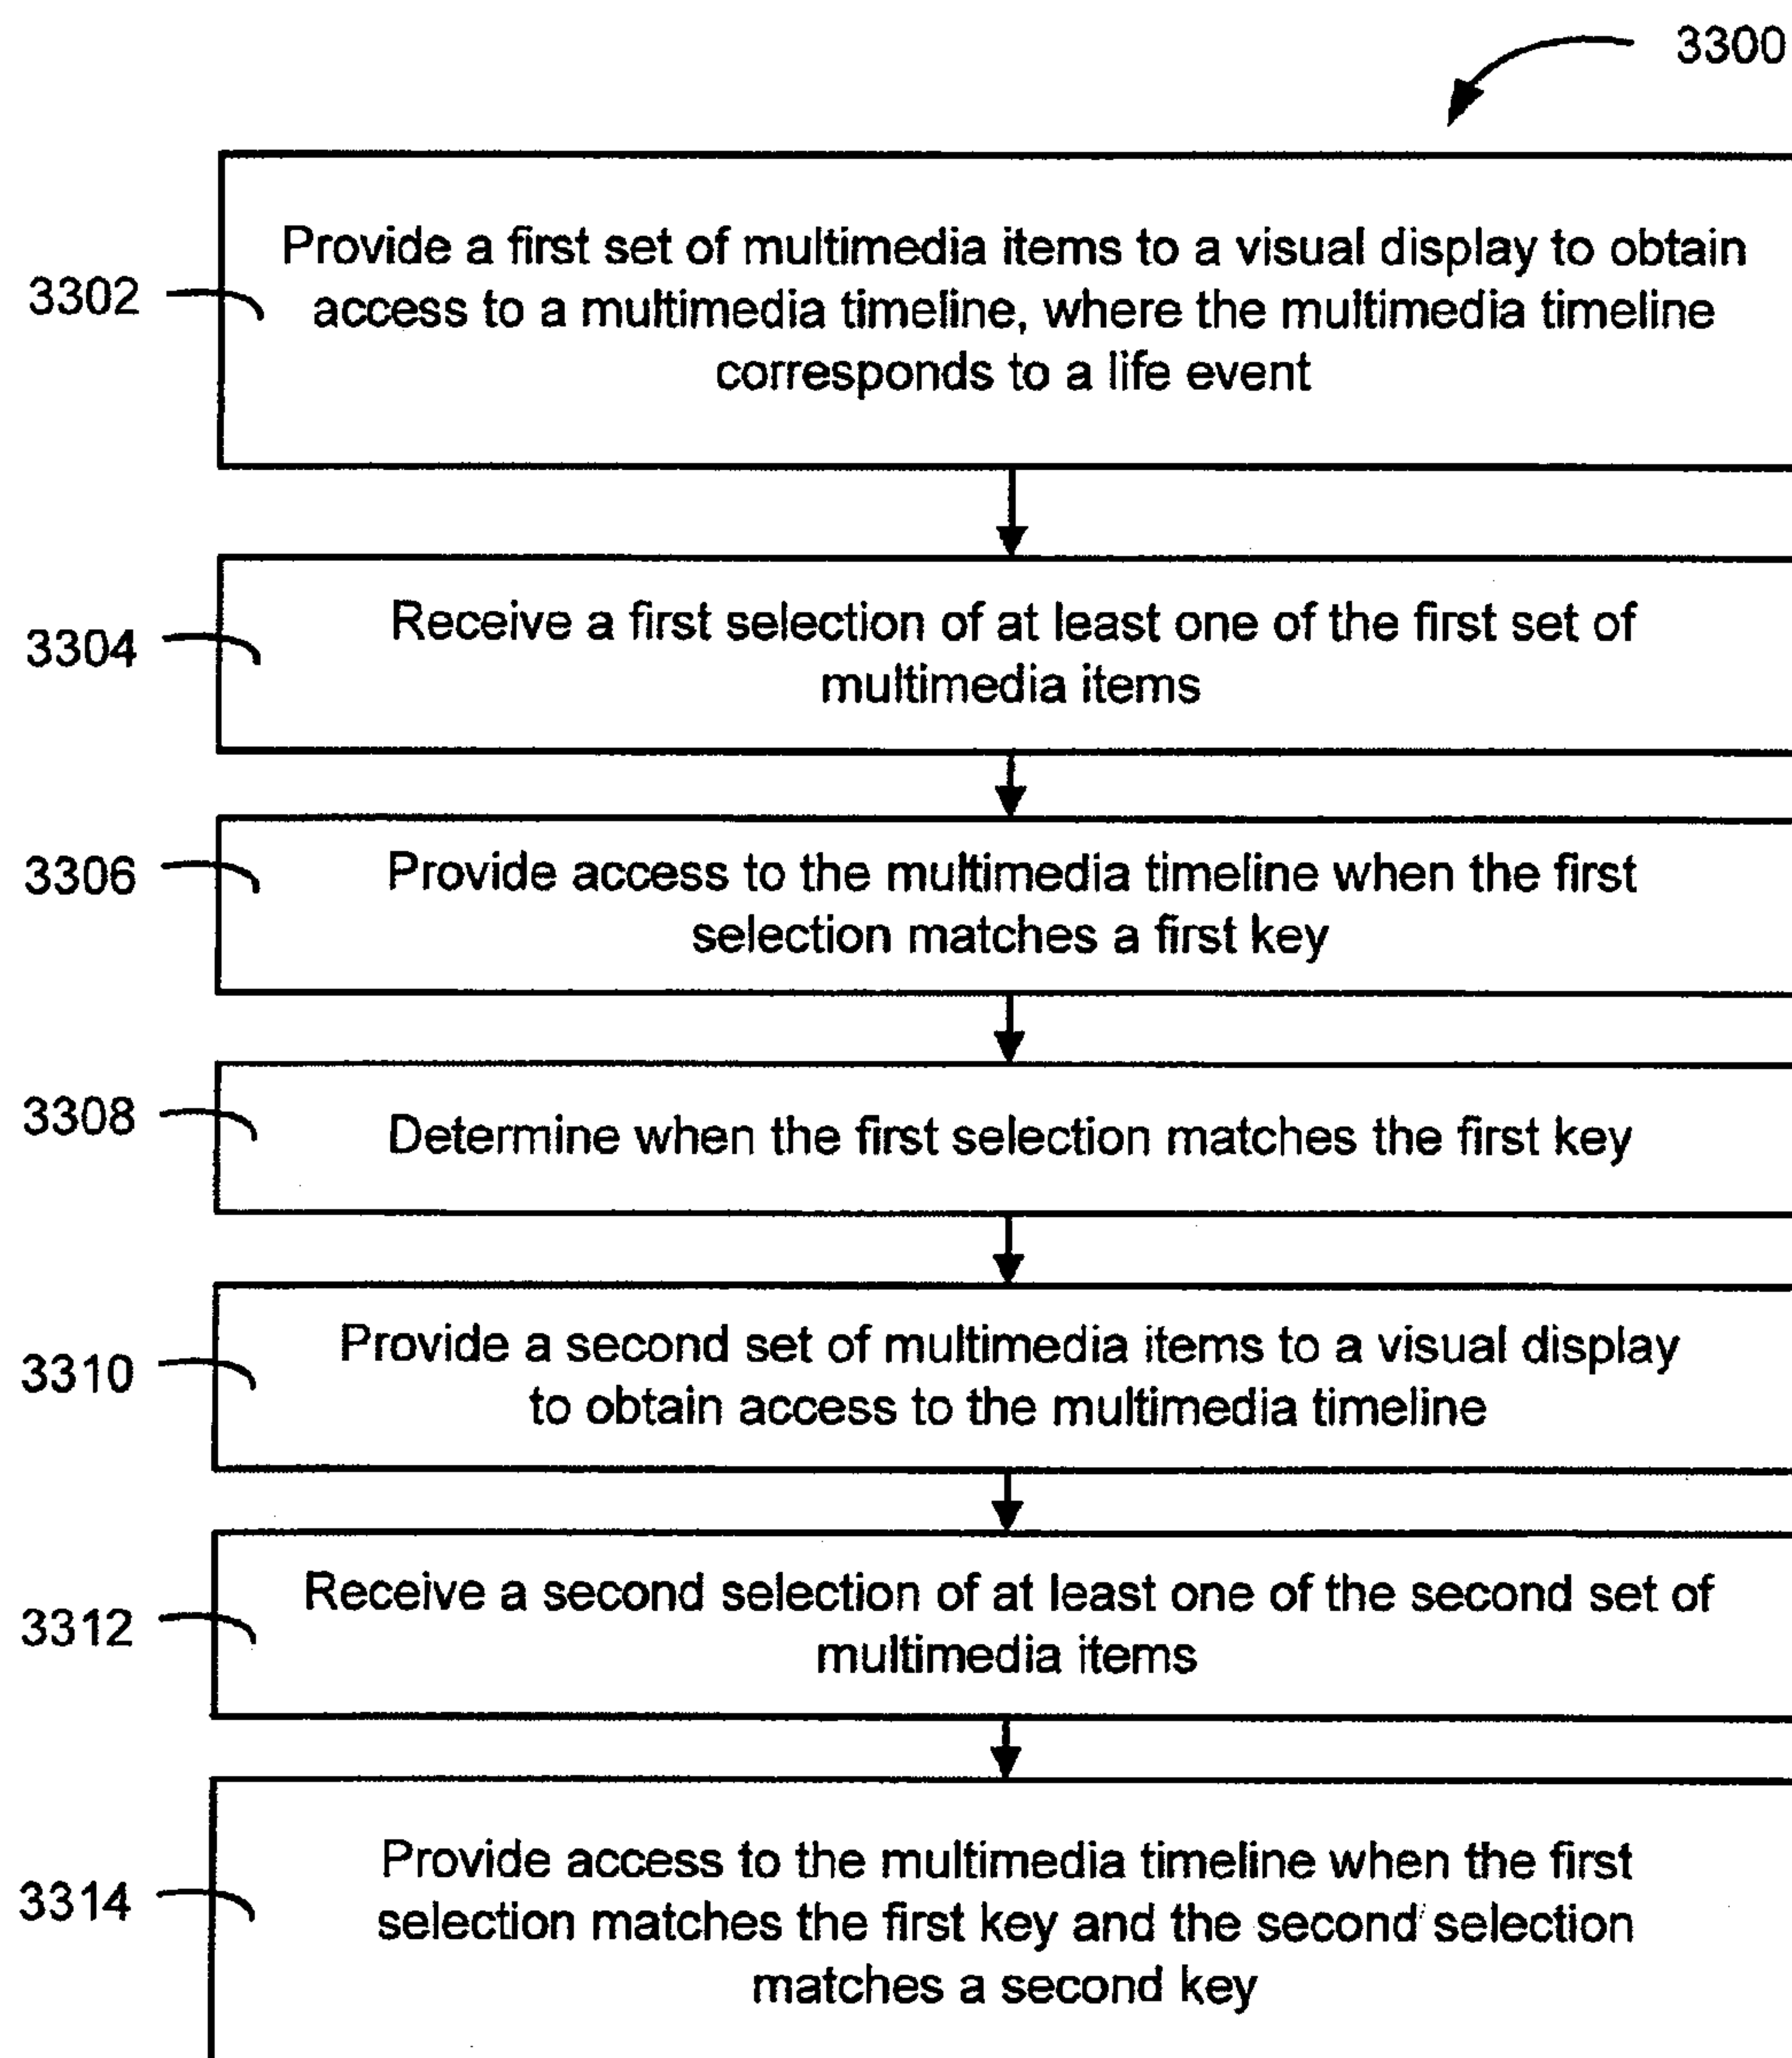 3300
3302
Provide a first set of multimedia items to a visual display to obtain
access to a multimedia timeline, where the multimedia timeline
corresponds to a life event
3304
Receive a first selection of at least one of the first set of
multimedia items
3306
Provide access to the multimedia timeline when the first
selection matches a first key
3308
Determine when the first selection matches the first key
3310
Provide a second set of multimedia items to a visual display
to obtain access to the multimedia timeline
3312
Receive a second selection of at least one of the second set of
multimedia items
3314
Provide access to the multimedia timeline when the first
selection matches the first key and the second selection
matches a second key